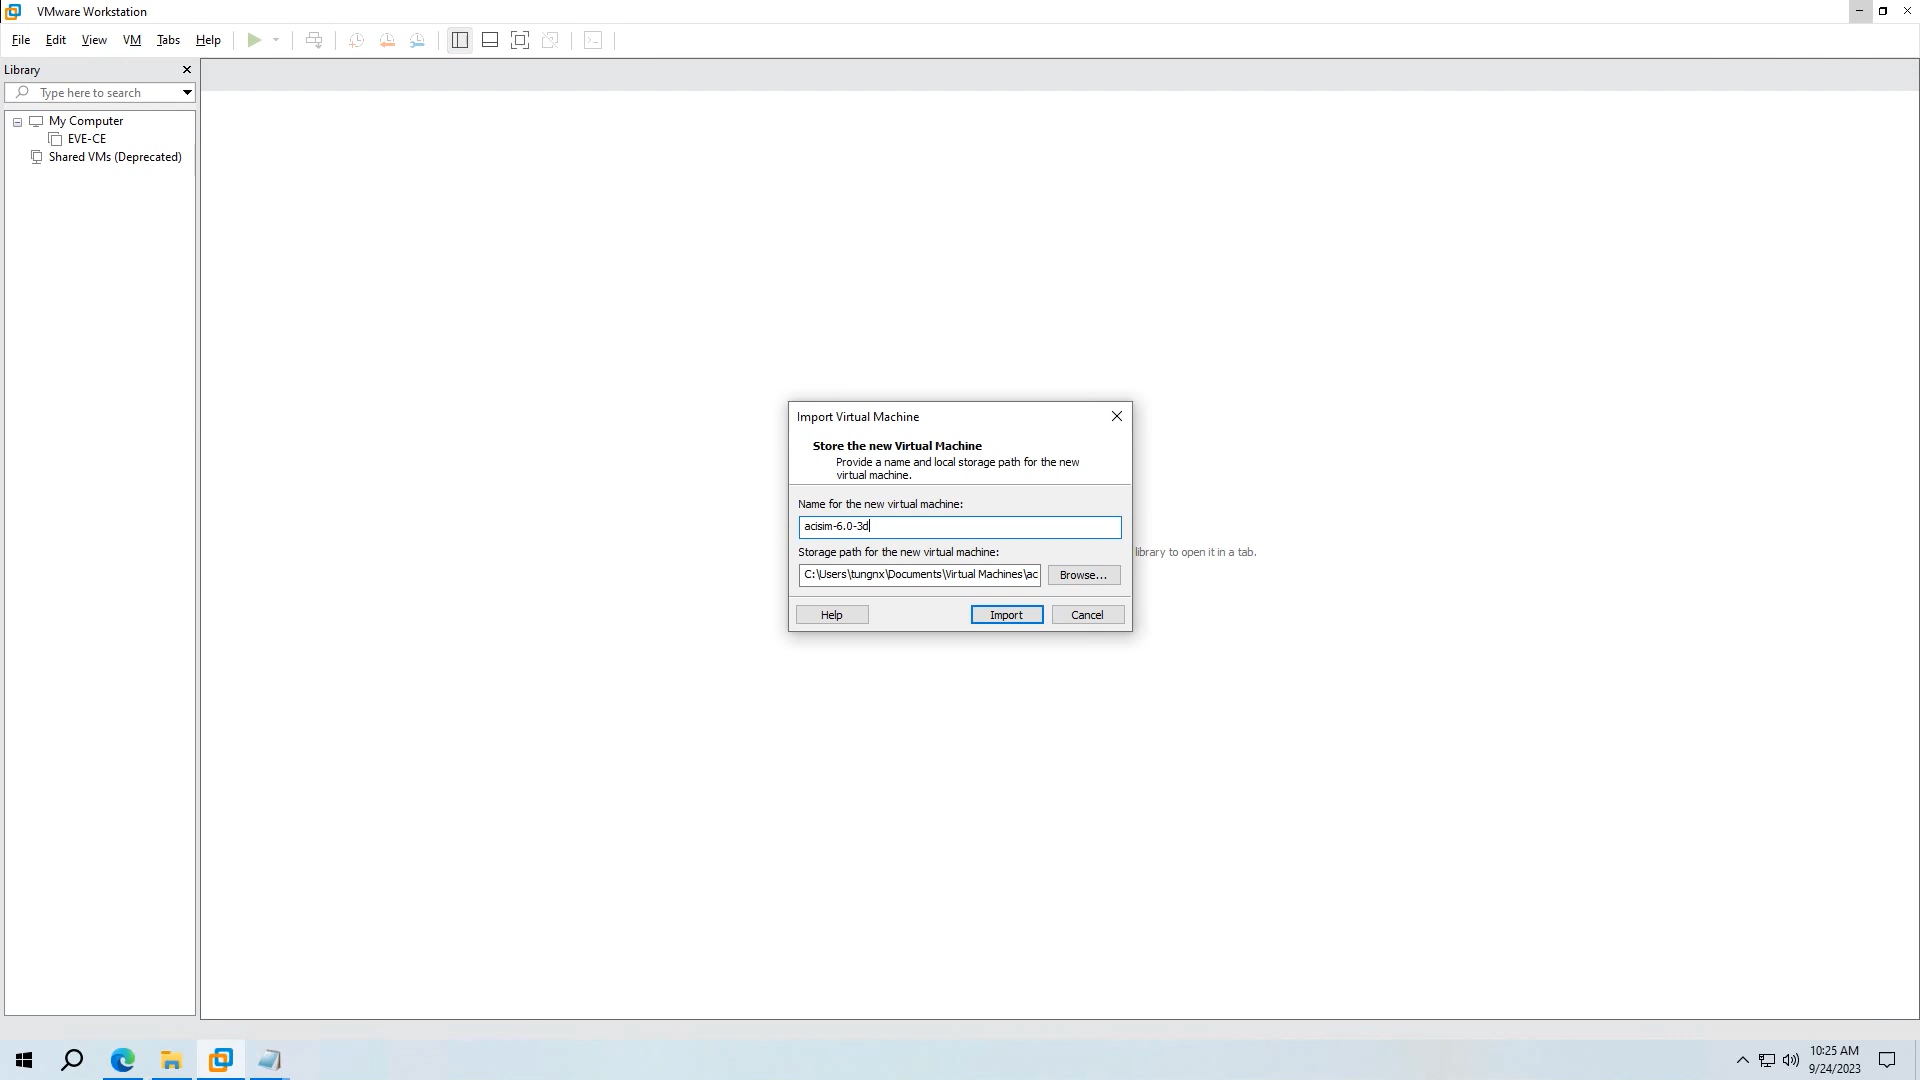 VMware Workstation
File Edit View VM Tabs Help
Library
Type here to search
My Computer
EVE-CE
Shared VMs (Deprecated)
Import Virtual Machine
Store the new Virtual Machine
Provide a name and local storage path for the new
virtual machine.
Name for the new virtual machine:
acisim-6.0-3d
Storage path for the new virtual machine:
library to open it in a tab.
C:\Users\tungnx\Documents\Virtual Machines\ac
Browse...
Help Import Cancel
10:25 AM
9/24/2023